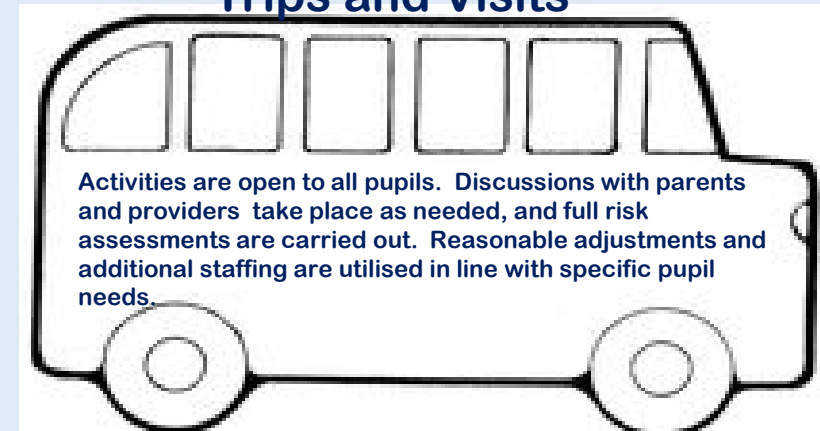 Trips and Visits
Activities are open to all pupils.  Discussions with parents
and providers  take place as needed, and full risk
assessments are carried out.  Reasonable adjustments and
additional staffing are utilised in line with specific pupil
needs.